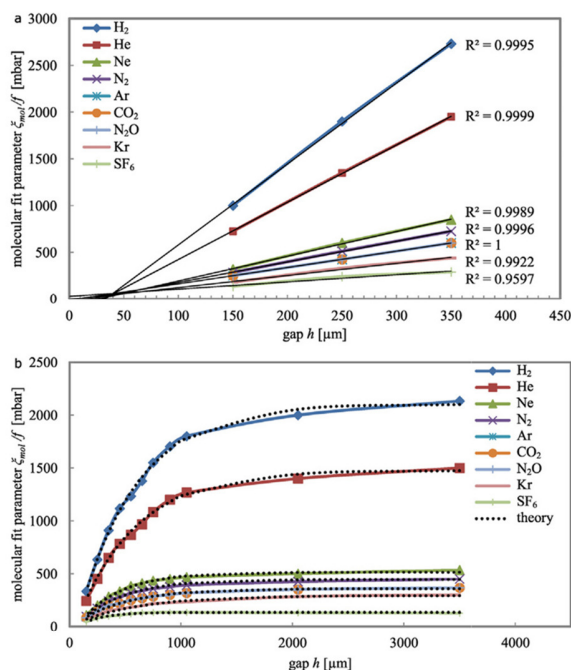 a
3000
2500
2000
1500
1000
500
0
molecular fit parameter ξmol/f [mbar]
H2
He
Ne
N2
Ar
CO2
N2O
Kr
SF6
R² = 0.9995
R² = 0.9999
R² = 0.9989
R² = 0.9996
R² = 1
R² = 0.9922
R² = 0.9597
0 50 100 150 200 250 300 350 400 450
gap h [µm]
b
2500
2000
1500
1000
500
0
molecular fit parameter ξmol/f [mbar]
H2
He
Ne
N2
Ar
CO2
N2O
Kr
SF6
theory
0 1000 2000 3000 4000
gap h [µm]